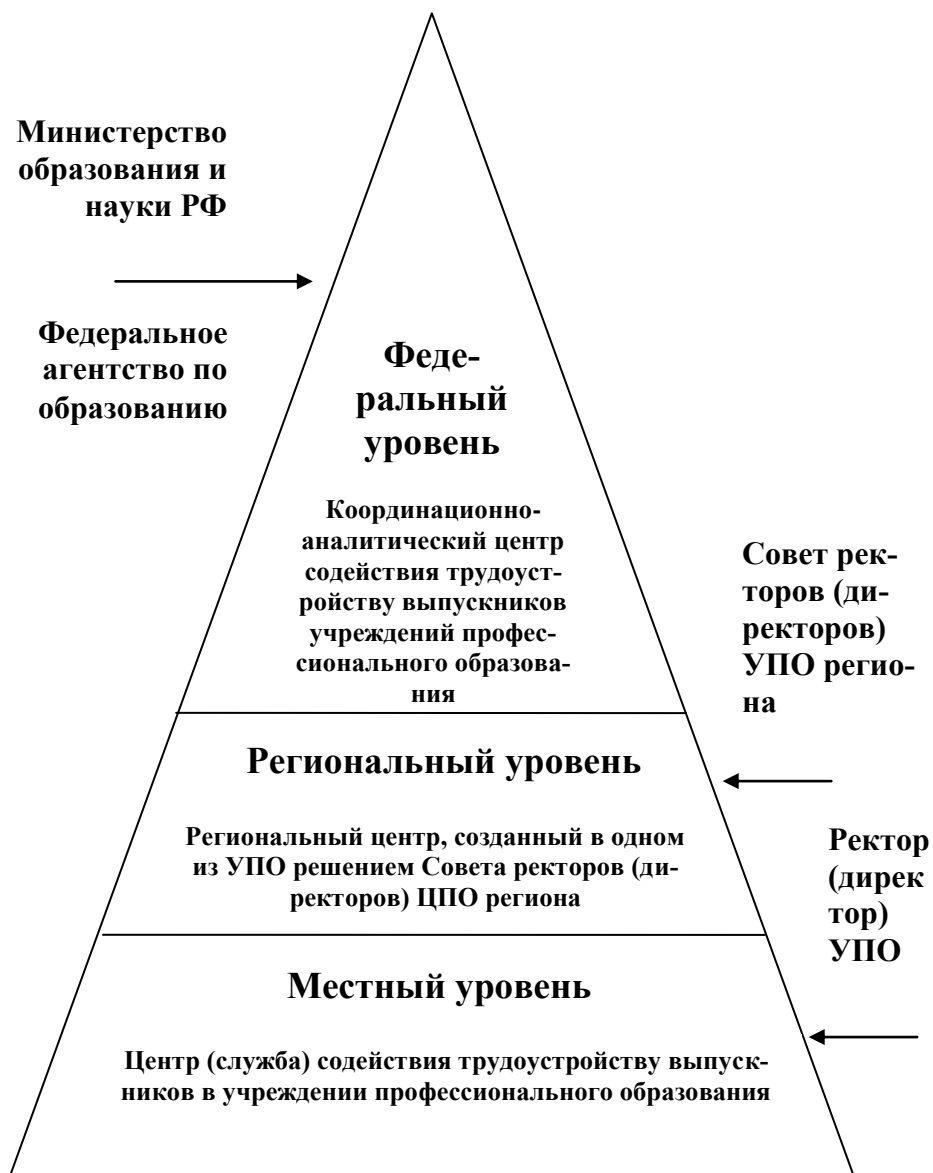 Министерство
образования и
науки РФ
Федеральное
агентство по
образованию
Феде-
ральный
уровень
Координационно-
аналитический центр
содействия трудоуст-
ройству выпускников
учреждений профес-
сионального образова-
ния
Совет рек-
торов (ди-
ректоров)
УПО регио-
на
Региональный уровень
Региональный центр, созданный в одном
из УПО решением Совета ректоров (ди-
ректоров) ЦПО региона
Ректор
(дирек
тор)
УПО
Местный уровень
Центр (служба) содействия трудоустройству выпуск-
ников в учреждении профессионального образования